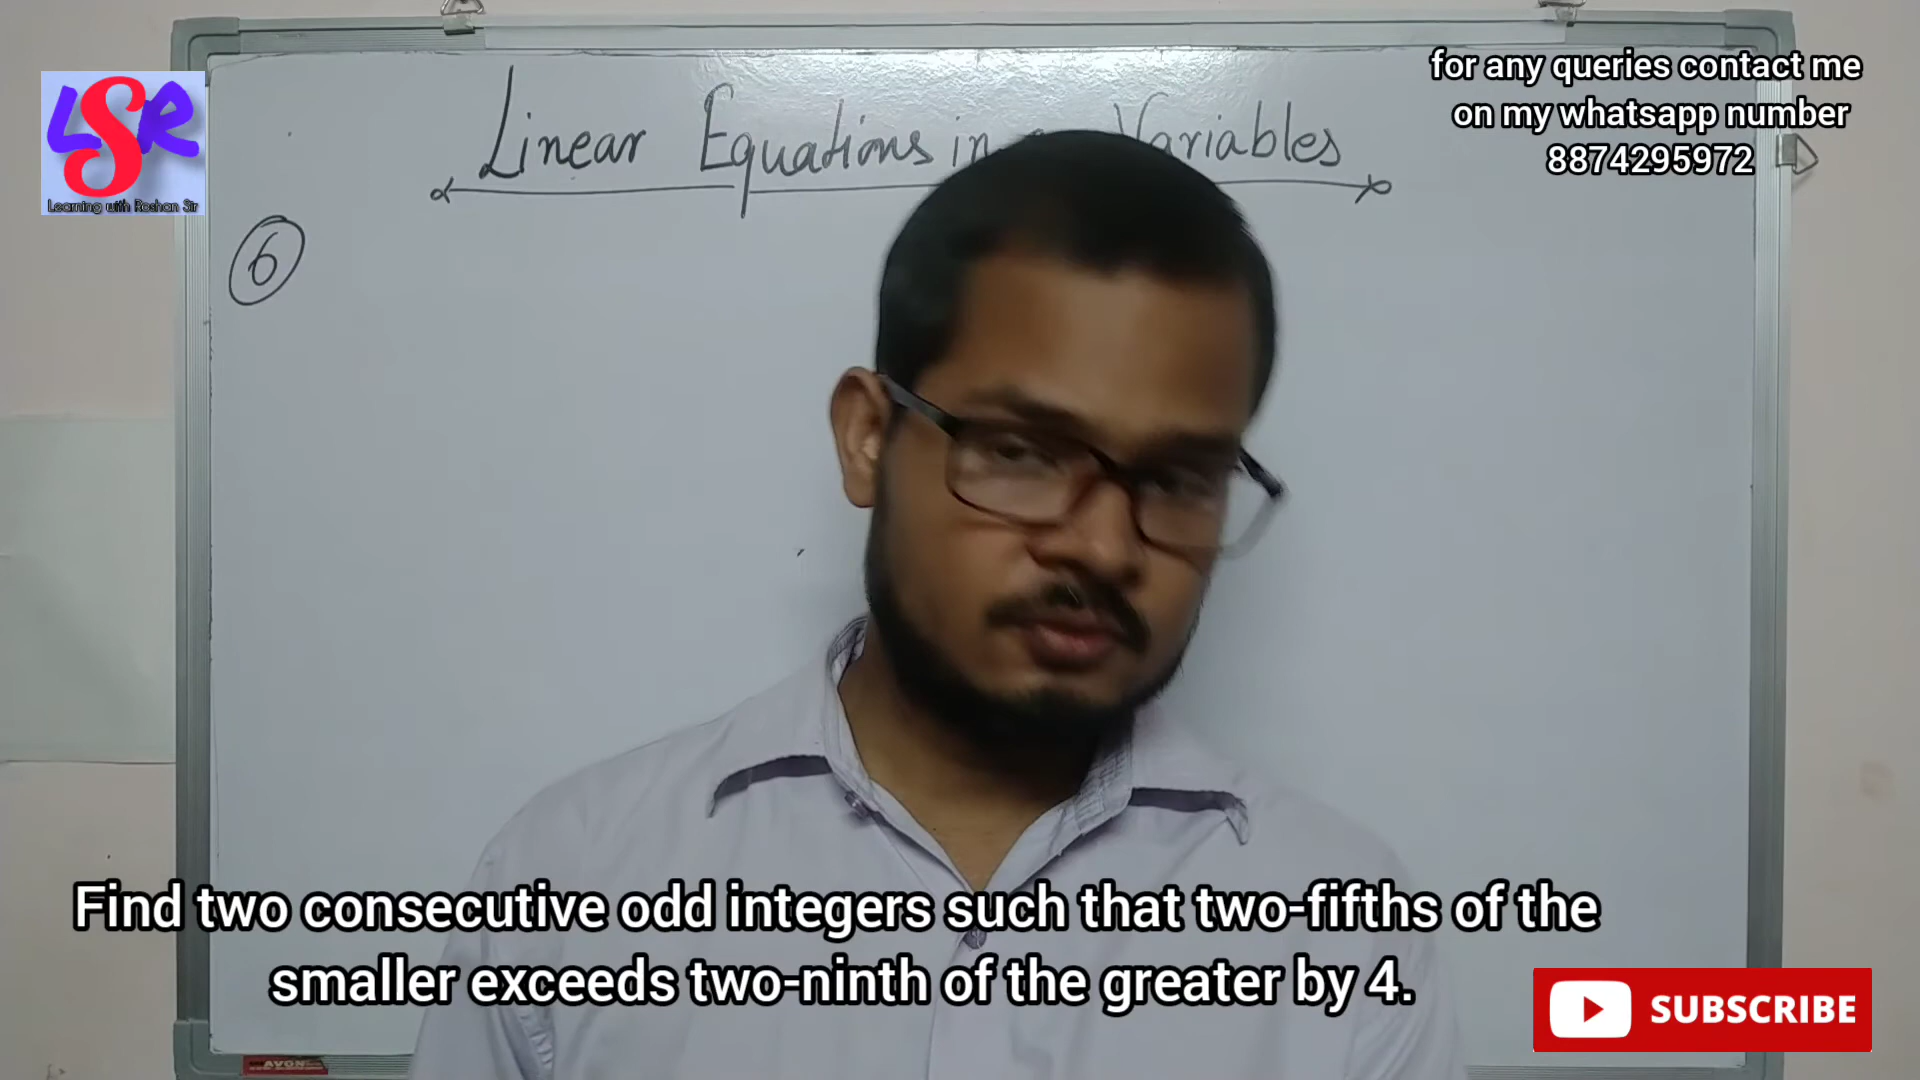 Linear Equations in Variables
for any queries contact me
on my whatsapp number
8874295972
LSR
Learning with Roshan Sir
6
Find two consecutive odd integers such that two-fifths of the
smaller exceeds two-ninth of the greater by 4.
SUBSCRIBE
AVON